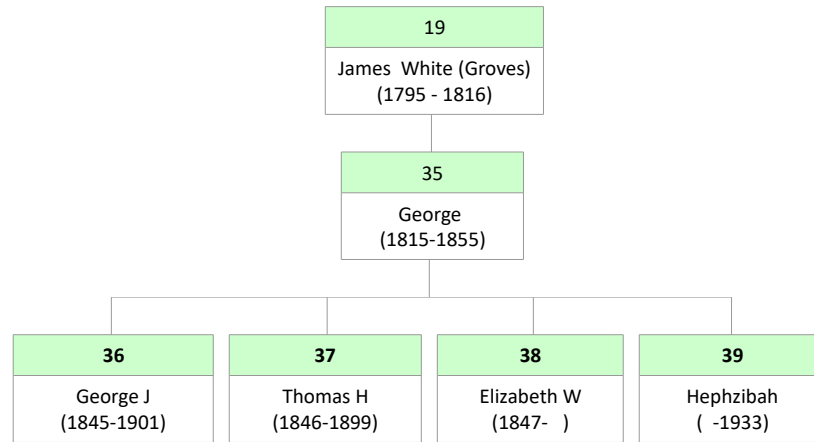 19
James White (Groves)
(1795 - 1816)
35
George
(1815-1855)
36
George J
(1845-1901)
37
Thomas H
(1846-1899)
38
Elizabeth W
(1847-   )
39
Hephzibah
(   -1933)